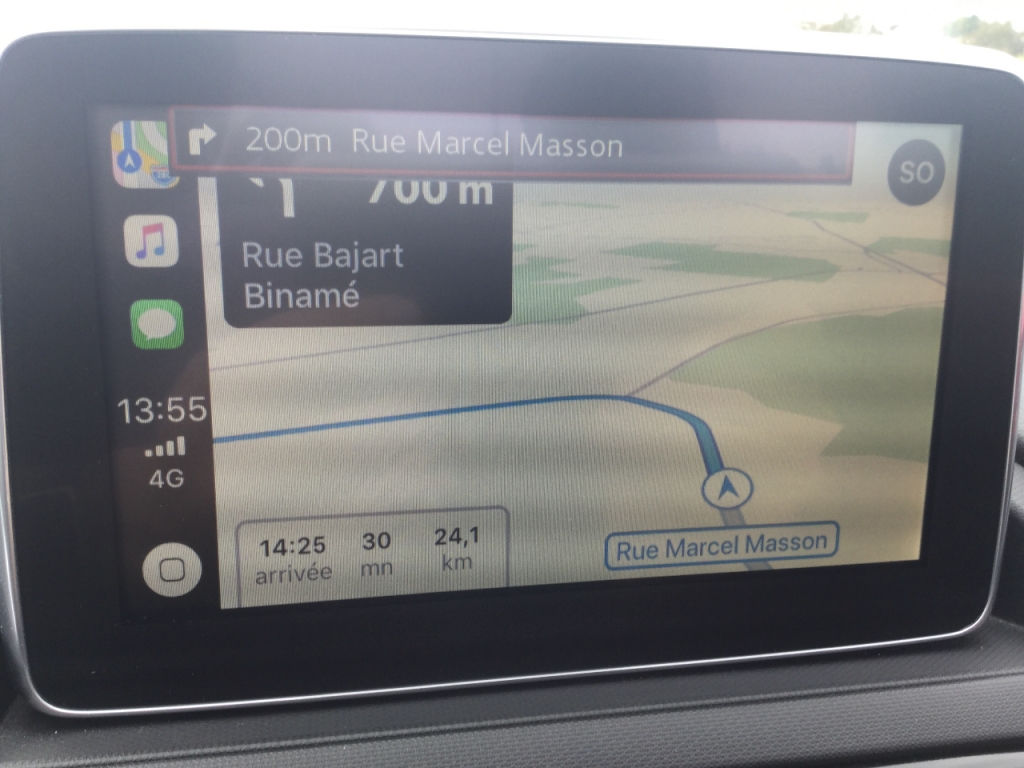 200m Rue Marcel Masson
SO
700 m
Rue Bajart
Binamé
13:55
4G
14:25 30 24,1
arrivée mn km
Rue Marcel Masson